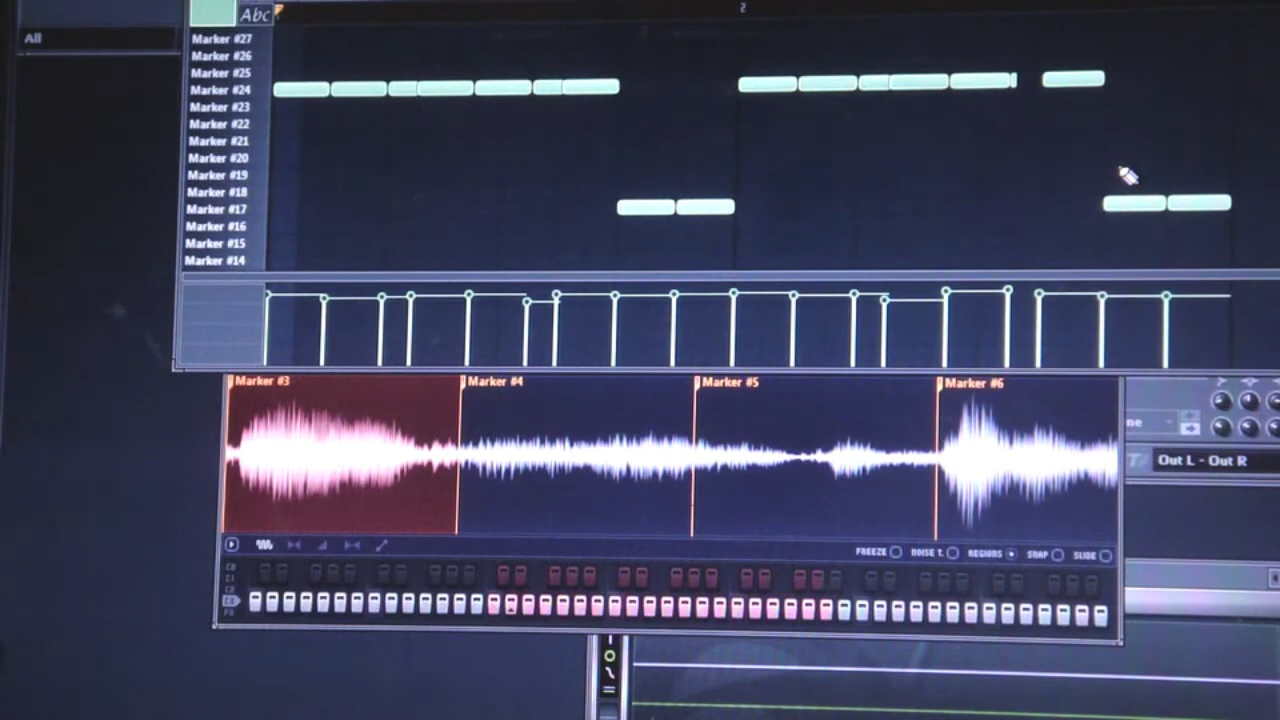 Abc
2
All
Marker #27
Marker #26
Marker #25
Marker #24
Marker #23
Marker #22
Marker #21
Marker #20
Marker #19
Marker #18
Marker #17
Marker #16
Marker #15
Marker #14
Marker #3 Marker #4 Marker #5 Marker #6
ne
Out L - Out R
FREEZE NOISE T. REGIONS SNAP SLIDE
C0
C1
C2